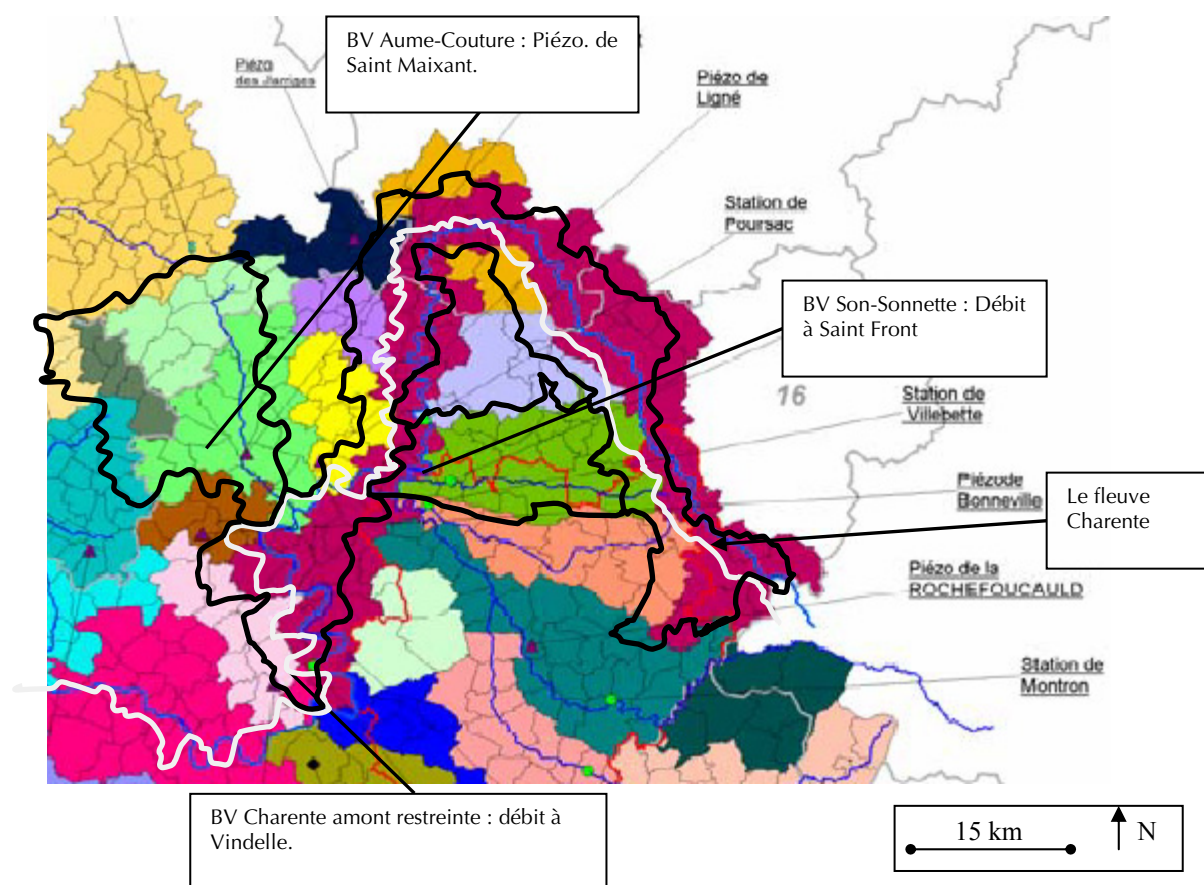 BV Aume-Couture : Piézo. de
Saint Maixant.
Piézo
des Jarriges
Piézo de
Ligné
Station de
Poursac
BV Son-Sonnette : Débit
à Saint Front
16
Station de
Villebette
Piézode
Bonneville
Le fleuve
Charente
Piézo de la
ROCHEFOUCAULD
Station de
Montron
BV Charente amont restreinte : débit à
Vindelle.
15 km
N